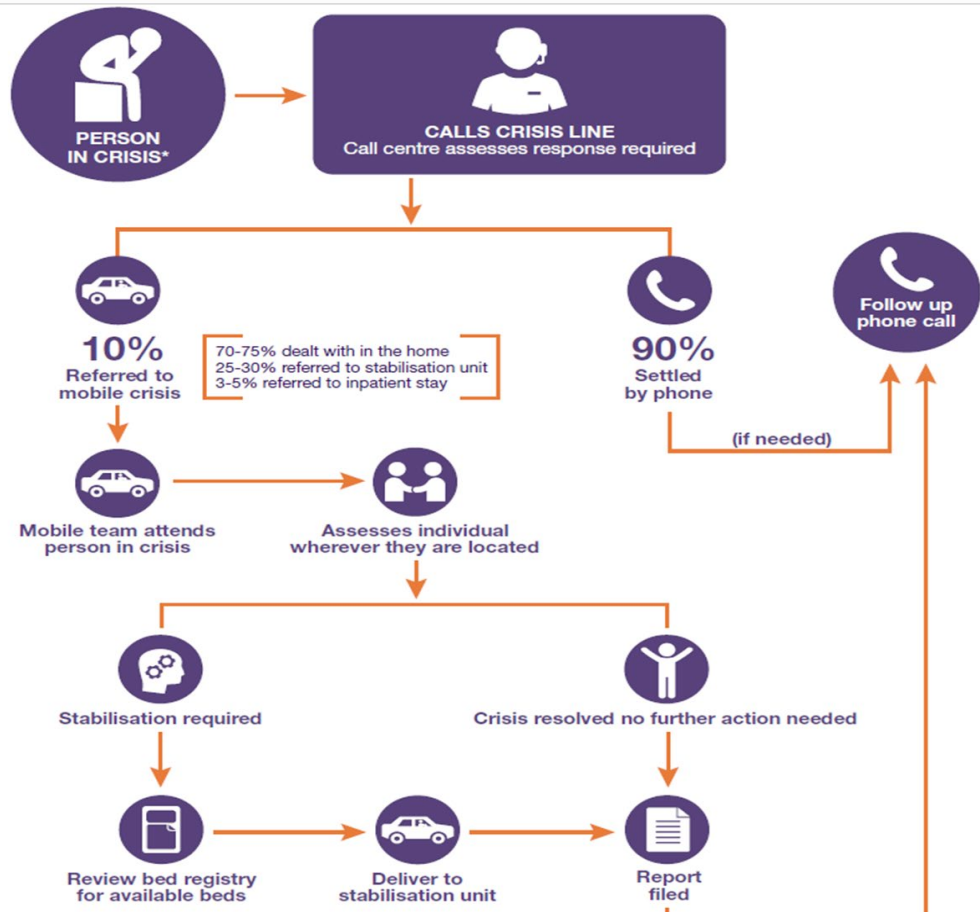 PERSON
IN CRISIS*
CALLS CRISIS LINE
Call centre assesses response required
Follow up
phone call
10%
Referred to
mobile crisis
70-75% dealt with in the home
25-30% referred to stabilisation unit
3-5% referred to inpatient stay
90%
Settled
by phone
(if needed)
Mobile team attends
person in crisis
Assesses individual
wherever they are located
Stabilisation required
Crisis resolved no further action needed
Review bed registry
for available beds
Deliver to
stabilisation unit
Report
filed